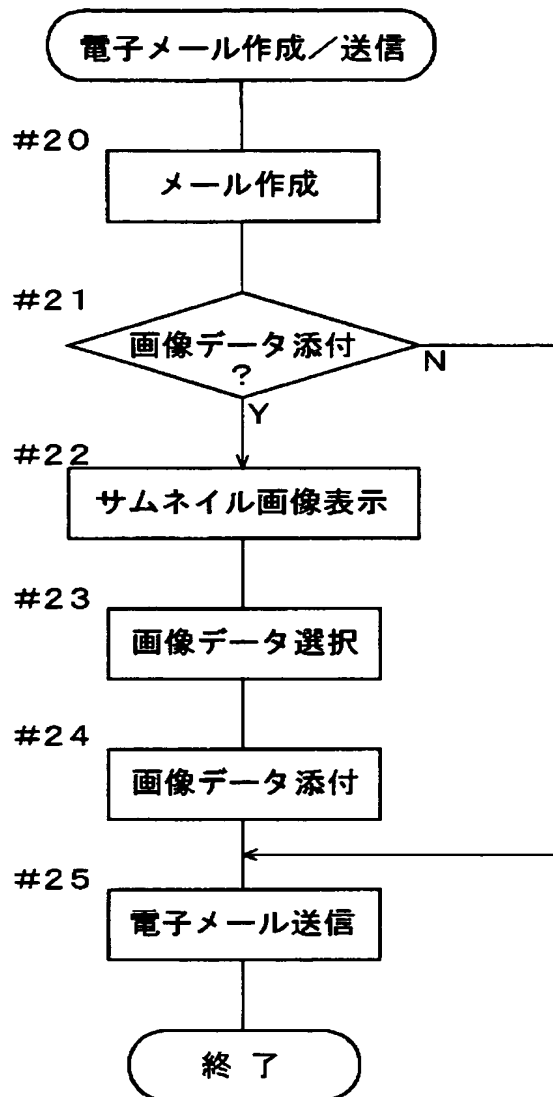 電子メール作成／送信
#20
メール作成
#21
画像データ添付
?
N
Y
#22
サムネイル画像表示
#23
画像データ選択
#24
画像データ添付
#25
電子メール送信
終了